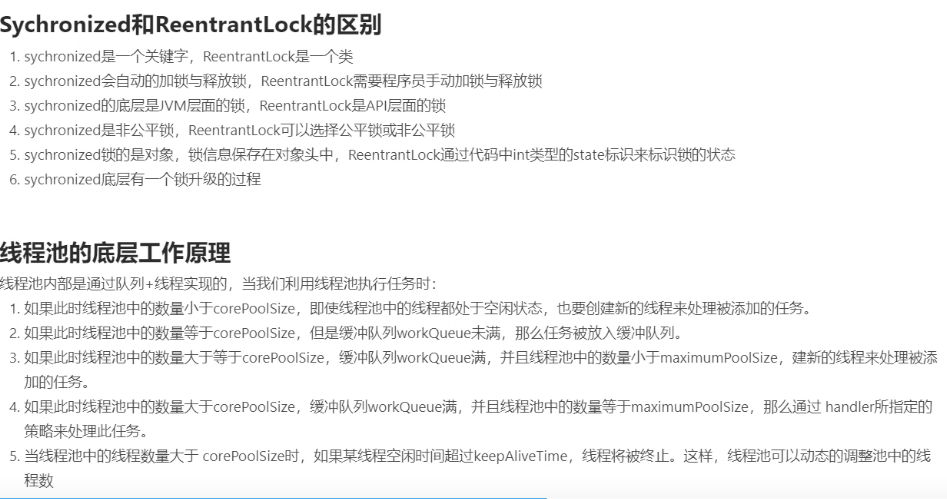 Sychronized和ReentrantLock的区别
1. sychronized是一个关键字，ReentrantLock是一个类
2. sychronized会自动的加锁与释放锁，ReentrantLock需要程序员手动加锁与释放锁
3. sychronized的底层是JVM层面的锁，ReentrantLock是API层面的锁
4. sychronized是非公平锁，ReentrantLock可以选择公平锁或非公平锁
5. sychronized锁的是对象，锁信息保存在对象头中，ReentrantLock通过代码中int类型的state标识来标识锁的状态
6. sychronized底层有一个锁升级的过程
线程池的底层工作原理
线程池内部是通过队列+线程实现的，当我们利用线程池执行任务时：
1. 如果此时线程池中的数量小于corePoolSize，即使线程池中的线程都处于空闲状态，也要创建新的线程来处理被添加的任务。
2. 如果此时线程池中的数量等于corePoolSize，但是缓冲队列workQueue未满，那么任务被放入缓冲队列。
3. 如果此时线程池中的数量大于等于corePoolSize，缓冲队列workQueue满，并且线程池中的数量小于maximumPoolSize，建新的线程来处理被添
加的任务。
4. 如果此时线程池中的数量大于corePoolSize，缓冲队列workQueue满，并且线程池中的数量等于maximumPoolSize，那么通过 handler所指定的
策略来处理此任务。
5. 当线程池中的线程数量大于 corePoolSize时，如果某线程空闲时间超过keepAliveTime，线程将被终止。这样，线程池可以动态的调整池中的线
程数